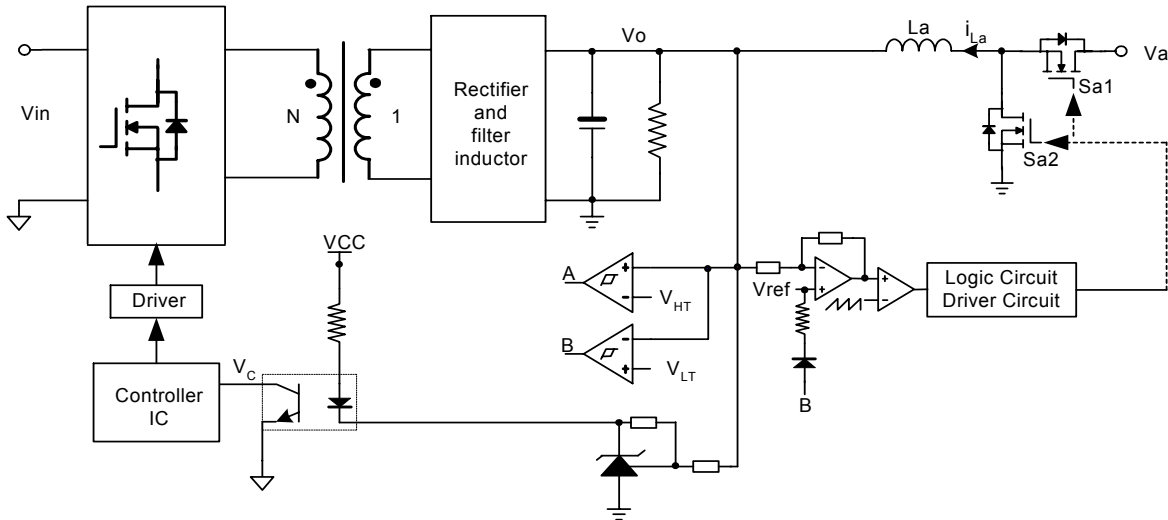 Vin
N
1
Rectifier
and
filter
inductor
Vo
La
iLa
Va
Sa1
Sa2
VCC
Driver
Controller
IC
VC
A
VHT
B
VLT
Vref
B
Logic Circuit
Driver Circuit
+
-
-
+
-
+
+
-